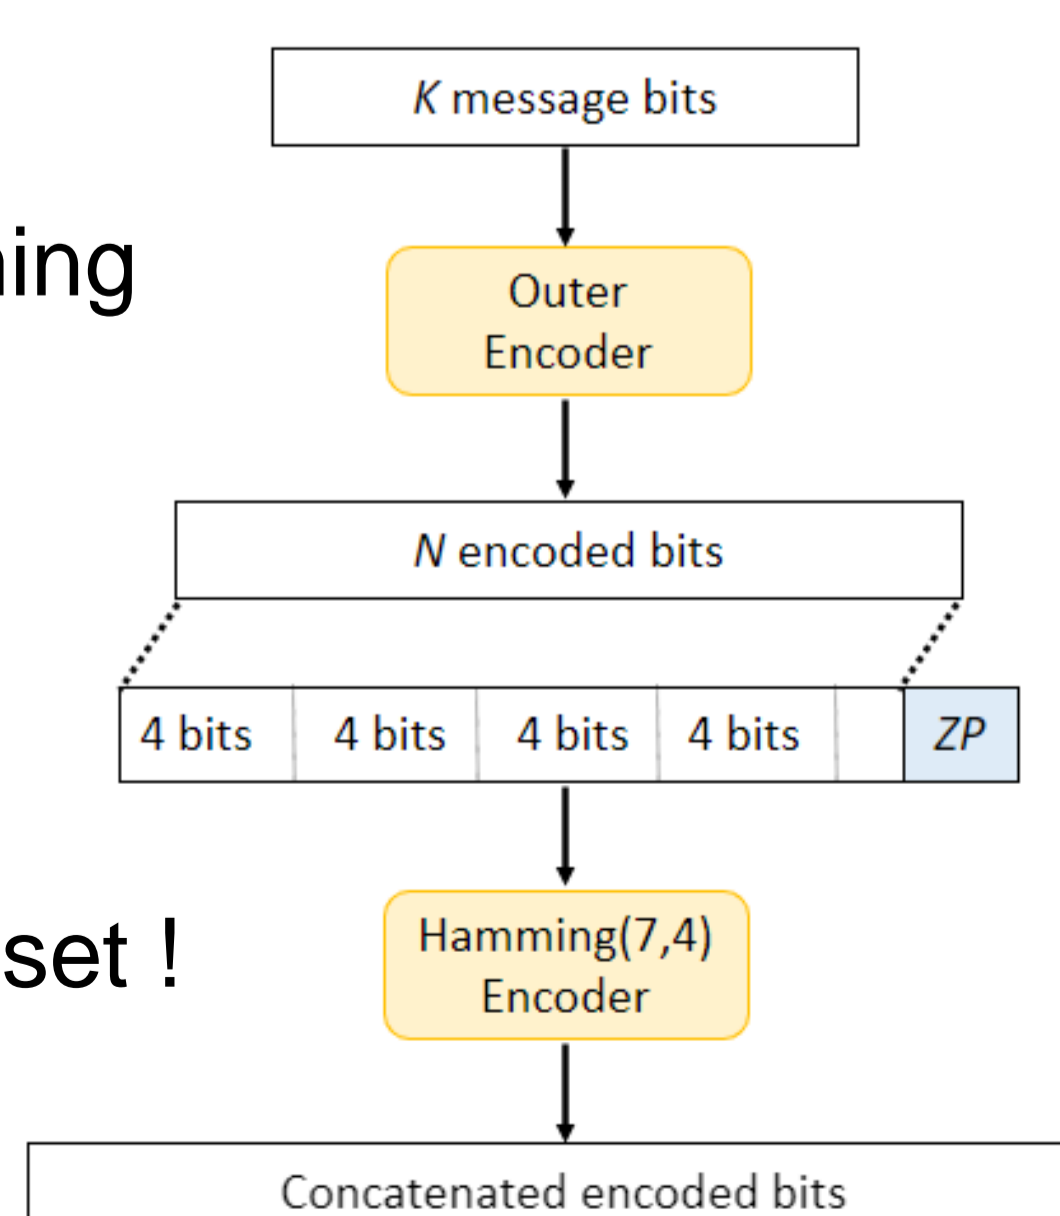 K message bits
ning
Outer
Encoder
N encoded bits
4 bits 4 bits 4 bits 4 bits ZP
set !
Hamming(7,4)
Encoder
Concatenated encoded bits